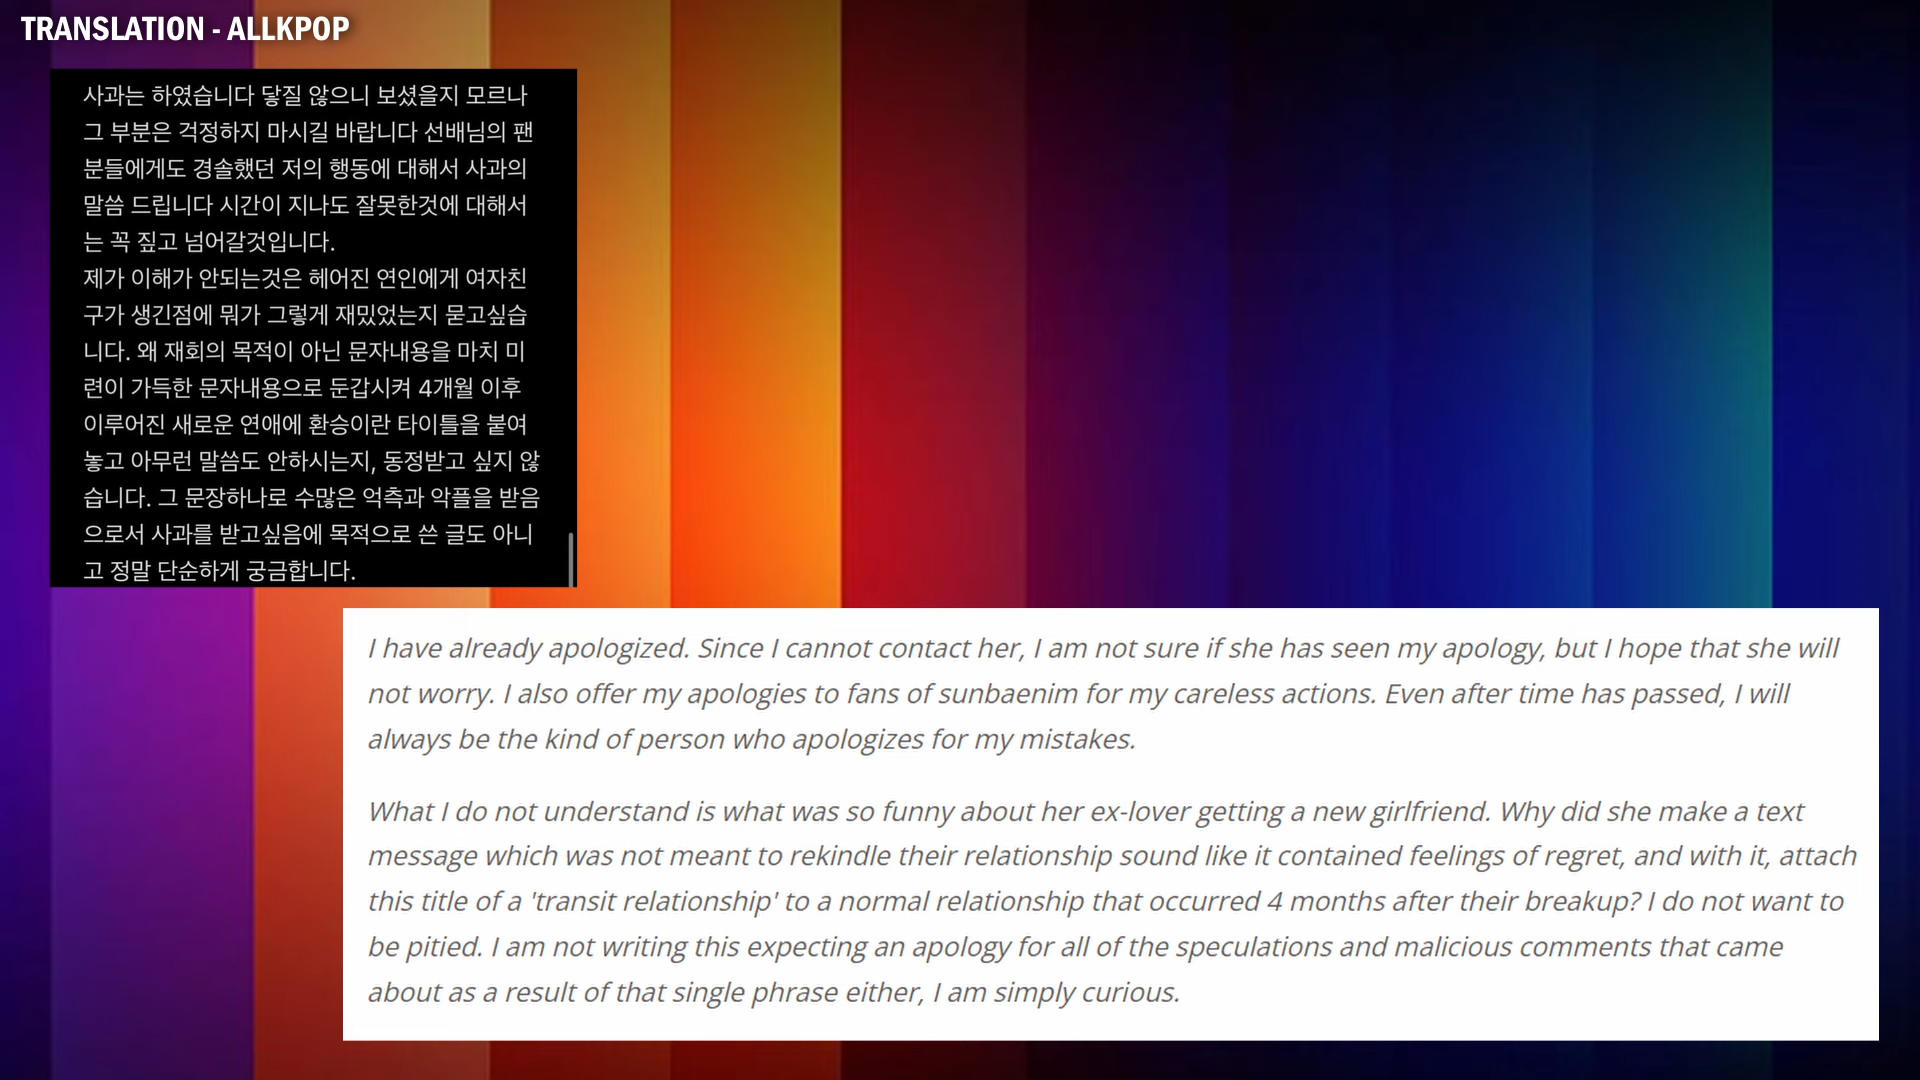 TRANSLATION - ALLKPOP
사과는 하였습니다 닿질 않으니 보셨을지 모르나
그 부분은 걱정하지 마시길 바랍니다 선배님의 팬
분들에게도 경솔했던 저의 행동에 대해서 사과의
말씀 드립니다 시간이 지나도 잘못한것에 대해서
는 꼭 짚고 넘어갈것입니다.
제가 이해가 안되는것은 헤어진 연인에게 여자친
구가 생긴점에 뭐가 그렇게 재밌었는지 묻고싶습
니다. 왜 재회의 목적이 아닌 문자내용을 마치 미
련이 가득한 문자내용으로 둔갑시켜 4개월 이후
이루어진 새로운 연애에 환승이란 타이틀을 붙여
놓고 아무런 말씀도 안하시는지, 동정받고 싶지 않
습니다. 그 문장하나로 수많은 억측과 악플을 받음
으로서 사과를 받고싶음에 목적으로 쓴 글도 아니
고 정말 단순하게 궁금합니다.
I have already apologized. Since I cannot contact her, I am not sure if she has seen my apology, but I hope that she will
not worry. I also offer my apologies to fans of sunbaenim for my careless actions. Even after time has passed, I will
always be the kind of person who apologizes for my mistakes.
What I do not understand is what was so funny about her ex-lover getting a new girlfriend. Why did she make a text
message which was not meant to rekindle their relationship sound like it contained feelings of regret, and with it, attach
this title of a 'transit relationship' to a normal relationship that occurred 4 months after their breakup? I do not want to
be pitied. I am not writing this expecting an apology for all of the speculations and malicious comments that came
about as a result of that single phrase either, I am simply curious.